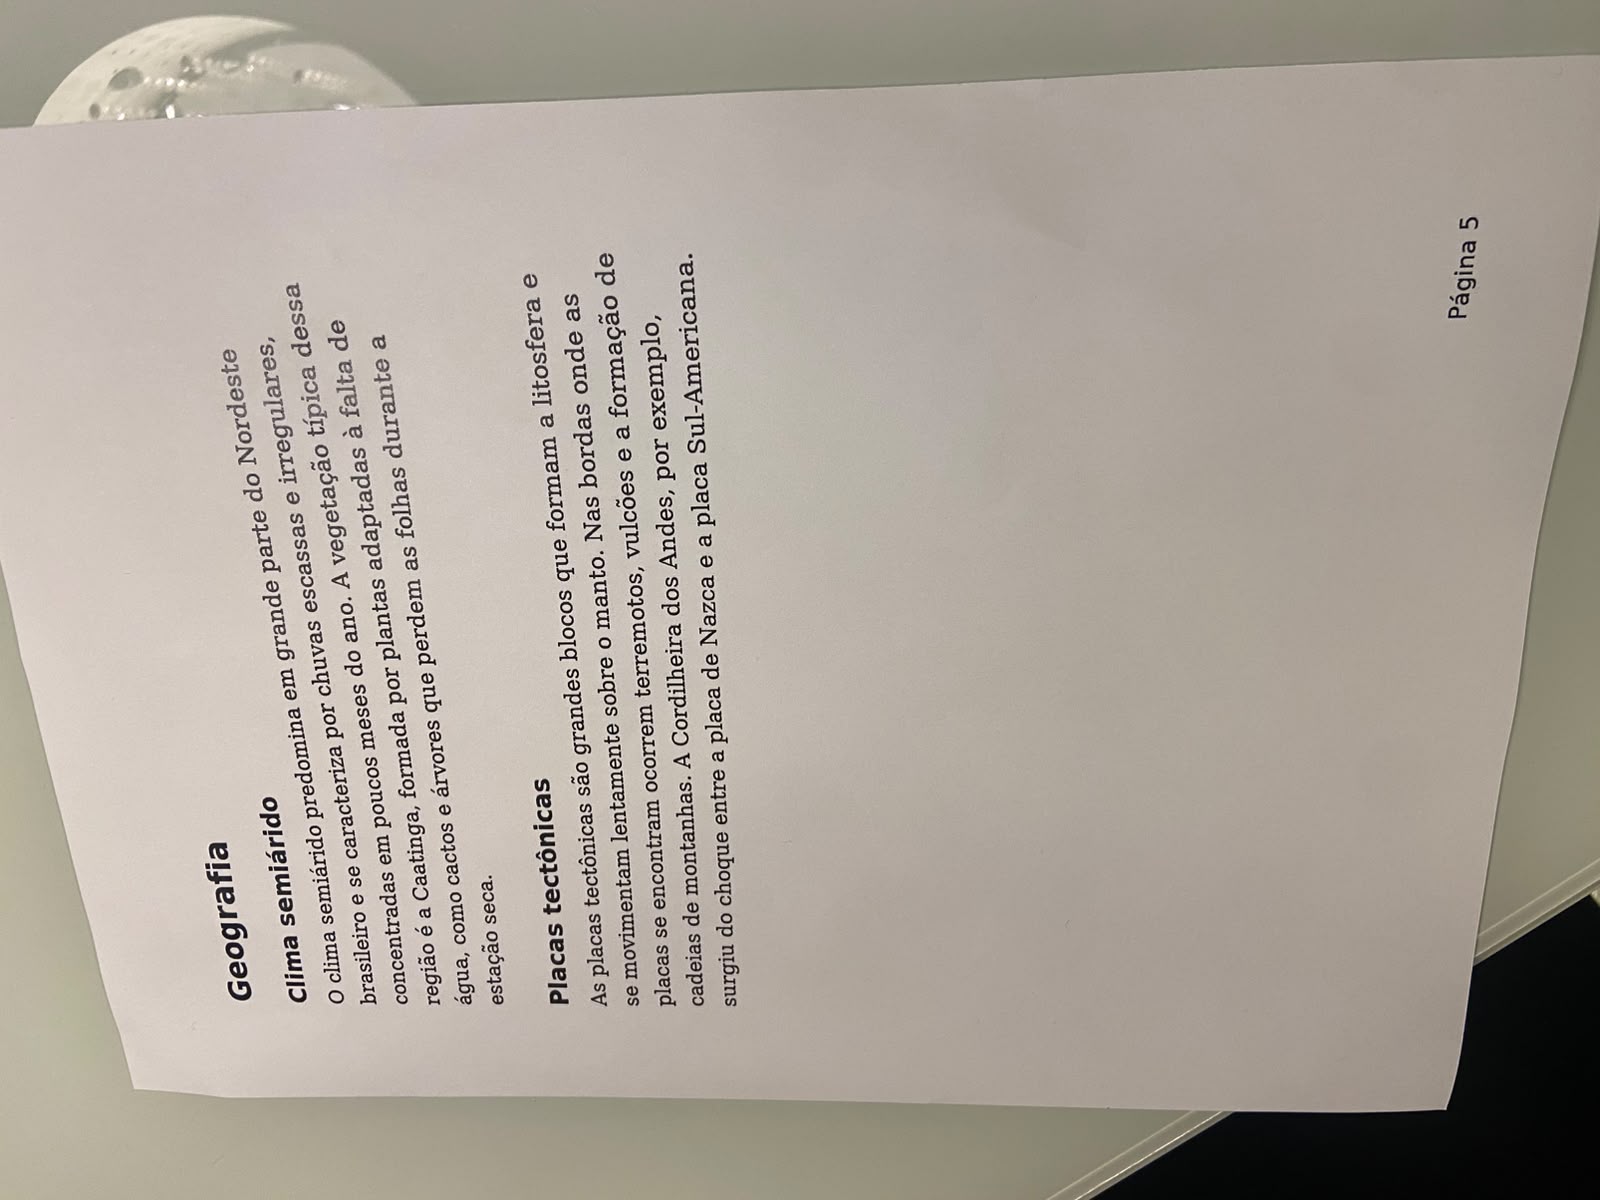 Geografia
Clima semiárido
O clima semiárido predomina em grande parte do Nordeste
brasileiro e se caracteriza por chuvas escassas e irregulares,
concentradas em poucos meses do ano. A vegetação típica dessa
região é a Caatinga, formada por plantas adaptadas à falta de
água, como cactos e árvores que perdem as folhas durante a
estação seca.
Placas tectônicas
As placas tectônicas são grandes blocos que formam a litosfera e
se movimentam lentamente sobre o manto. Nas bordas onde as
placas se encontram ocorrem terremotos, vulcões e a formação de
cadeias de montanhas. A Cordilheira dos Andes, por exemplo,
surgiu do choque entre a placa de Nazca e a placa Sul-Americana.
Página 5